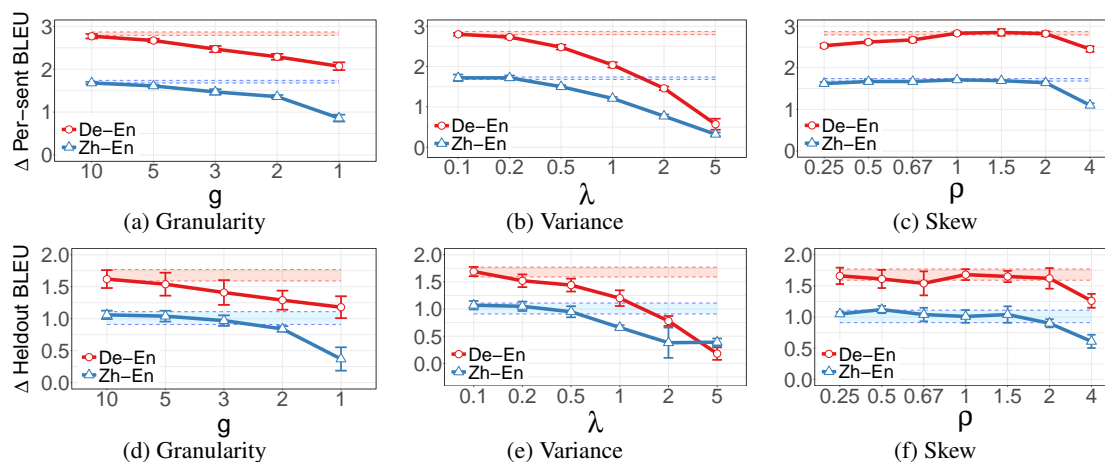 Δ Per-sent BLEU
3
2
1
0
De−En
Zh−En
10 5 3 2 1
g
(a) Granularity
3
2
1
0
De−En
Zh−En
0.1 0.2 0.5 1 2 5
λ
(b) Variance
3
2
1
0
De−En
Zh−En
0.25 0.5 0.67 1 1.5 2 4
ρ
(c) Skew
Δ Heldout BLEU
2.0
1.5
1.0
0.5
0.0
De−En
Zh−En
10 5 3 2 1
g
(d) Granularity
2.0
1.5
1.0
0.5
0.0
De−En
Zh−En
0.1 0.2 0.5 1 2 5
λ
(e) Variance
2.0
1.5
1.0
0.5
0.0
De−En
Zh−En
0.25 0.5 0.67 1 1.5 2 4
ρ
(f) Skew